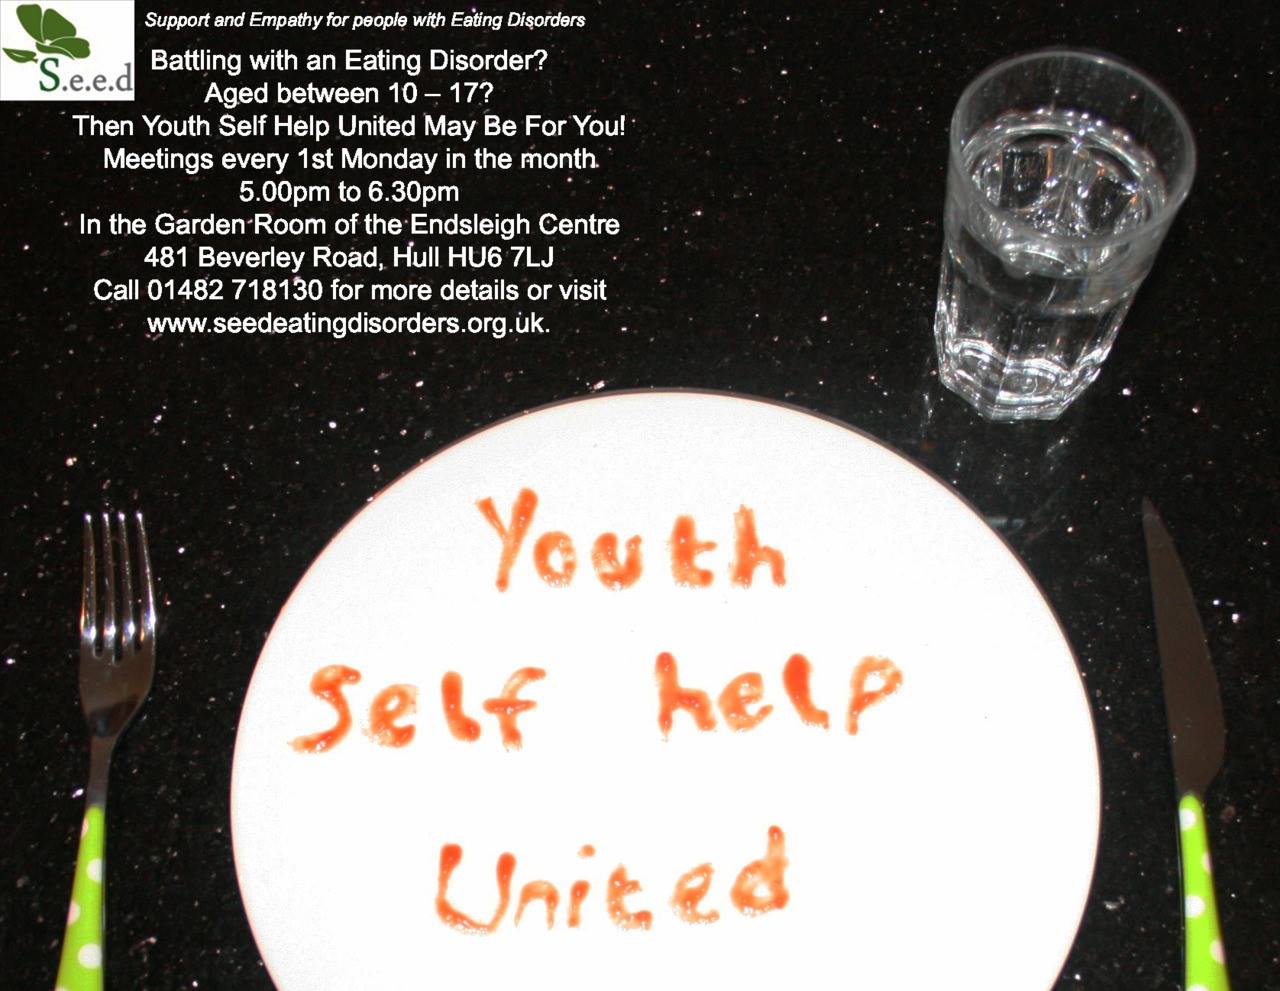 Support and Empathy for people with Eating Disorders
S.e.e.d
Battling with an Eating Disorder?
Aged between 10 – 17?
Then Youth Self Help United May Be For You!
Meetings every 1st Monday in the month
5.00pm to 6.30pm
In the Garden Room of the Endsleigh Centre
481 Beverley Road, Hull HU6 7LJ
Call 01482 718130 for more details or visit
www.seedeatingdisorders.org.uk.
Youth
Self help
United